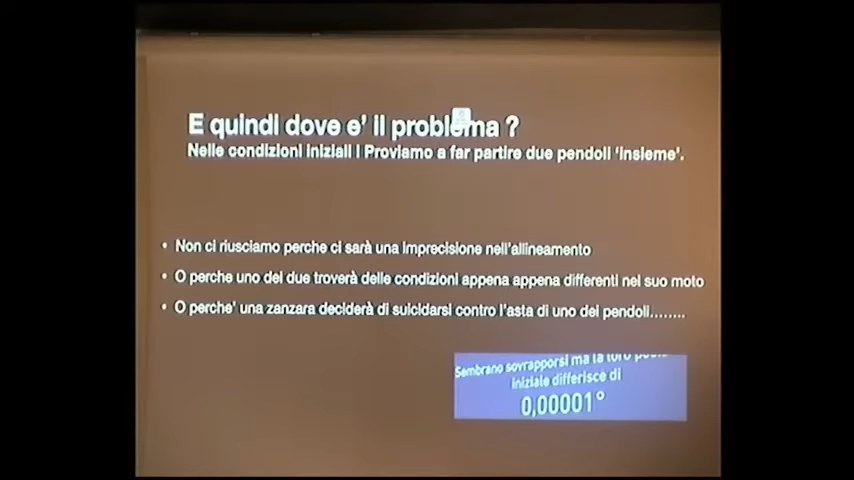 E quindi dove e' il problema ?
Nelle condizioni iniziali ! Proviamo a far partire due pendoli 'insieme'.
• Non ci riusciamo perche ci sarà una imprecisione nell'allineamento
• O perche uno dei due troverà delle condizioni appena appena differenti nel suo moto
• O perche' una zanzara deciderà di suicidarsi contro l'asta di uno dei pendoli........
Sembrano sovrapporsi ma la loro
iniziale differisce di
0,00001°